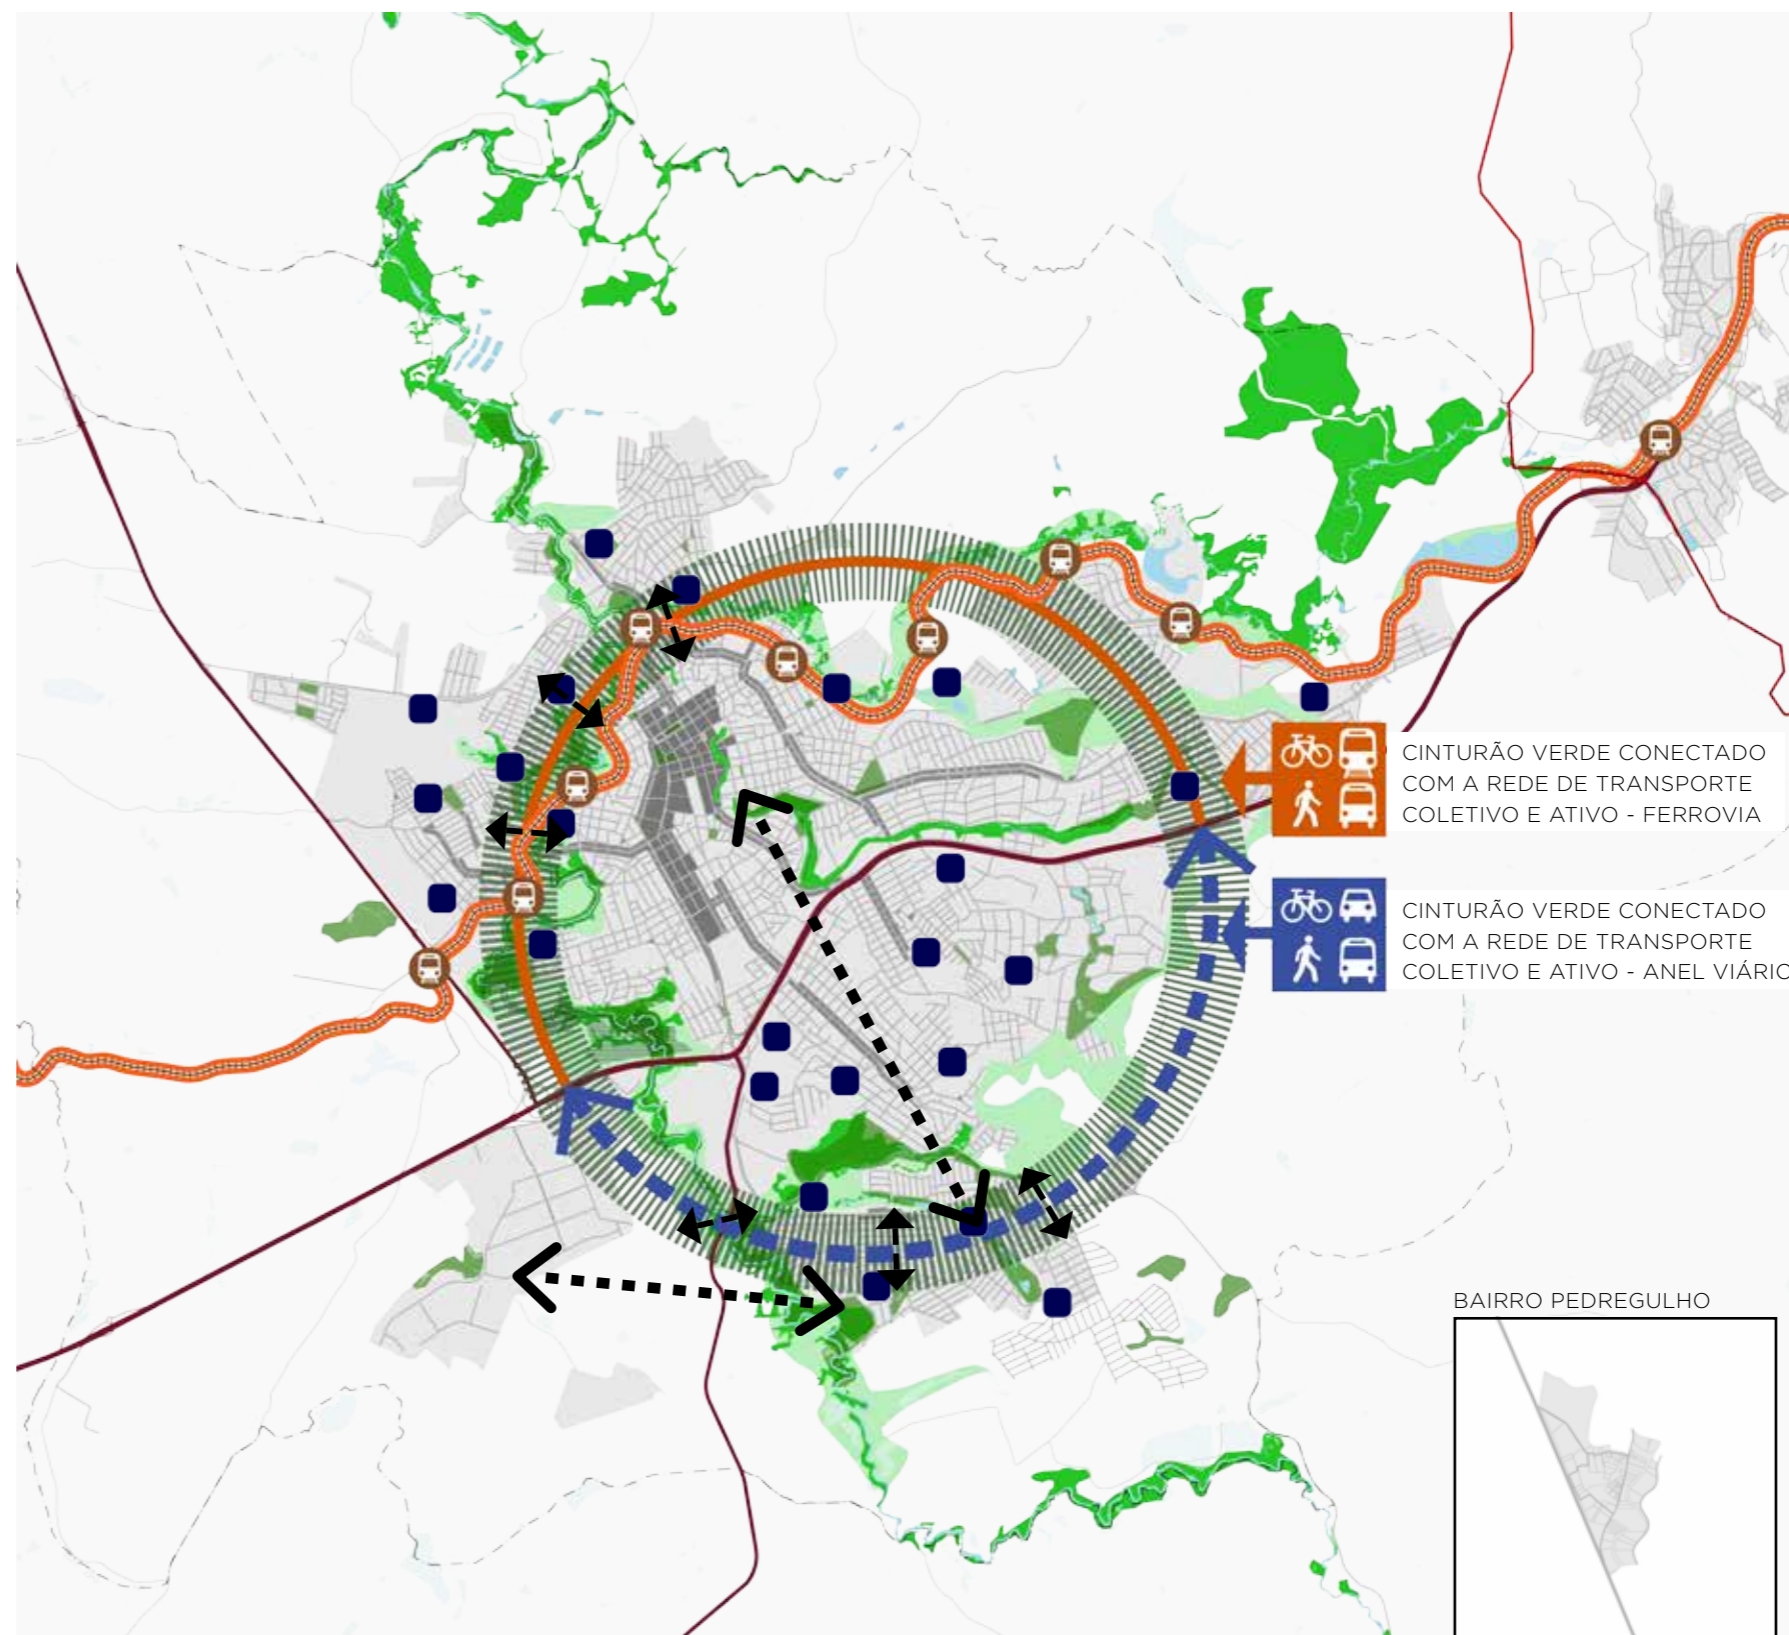 CINTURÃO VERDE CONECTADO
COM A REDE DE TRANSPORTE
COLETIVO E ATIVO - FERROVIA
CINTURÃO VERDE CONECTADO
COM A REDE DE TRANSPORTE
COLETIVO E ATIVO - ANEL VIÁRIO
BAIRRO PEDREGULHO